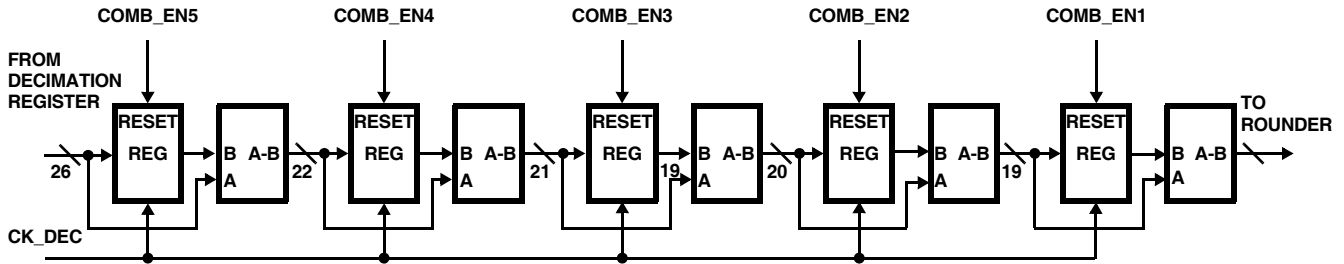 COMB_EN5 COMB_EN4 COMB_EN3 COMB_EN2 COMB_EN1
FROM
DECIMATION
REGISTER
RESET RESET RESET RESET RESET
TO
ROUNDER
REG B A-B REG B A-B REG B A-B REG B A-B REG B A-B
26 A 22 A 21 19 A 20 A 19 A
CK_DEC